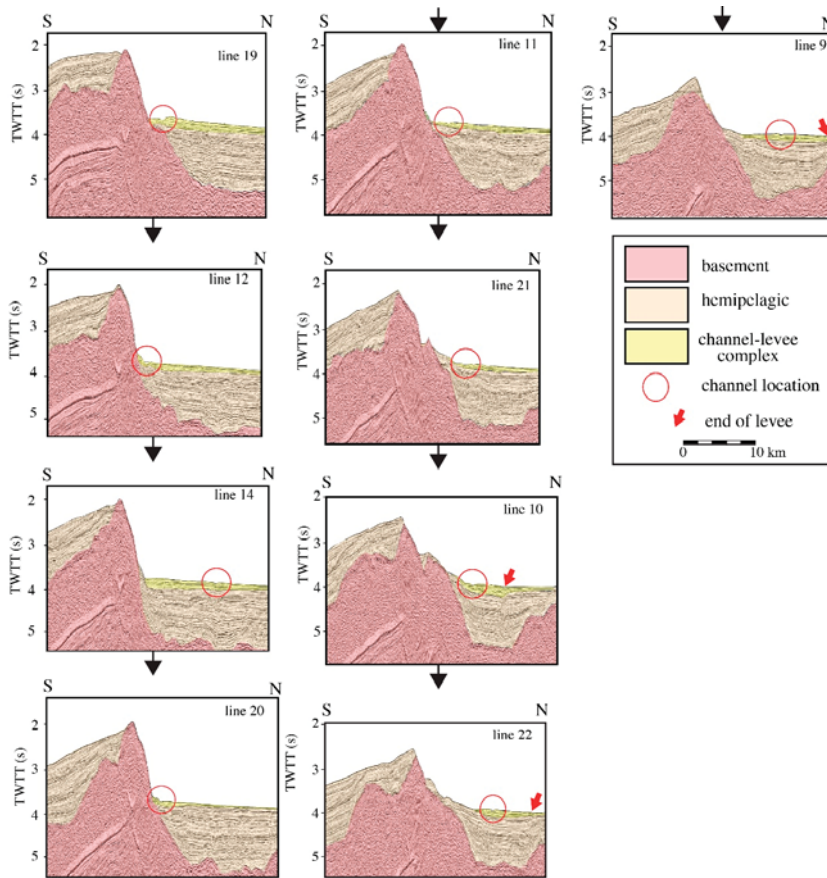 S N
line 19
TWTT (s)
2
3
4
5
line 12
TWTT (s)
2
3
4
5
S N
line 14
TWTT (s)
2
3
4
5
S N
line 20
TWTT (s)
2
3
4
5
S N
line 11
TWTT (s)
2
3
4
5
S N
line 21
TWTT (s)
2
3
4
5
line 10
TWTT (s)
2
3
4
5
S N
line 22
TWTT (s)
2
3
4
5
S N
line 9
TWTT (s)
2
3
4
5
basement
hemipelagic
channel-levee
complex
channel location
end of levee
0 10 km